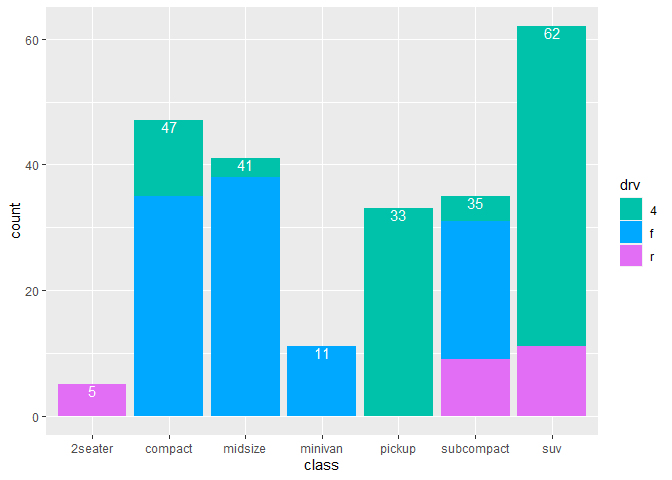 60
40
20
0
count
5
47
41
11
33
35
62
2seater
compact
midsize
minivan
pickup
subcompact
suv
class
drv
4
f
r